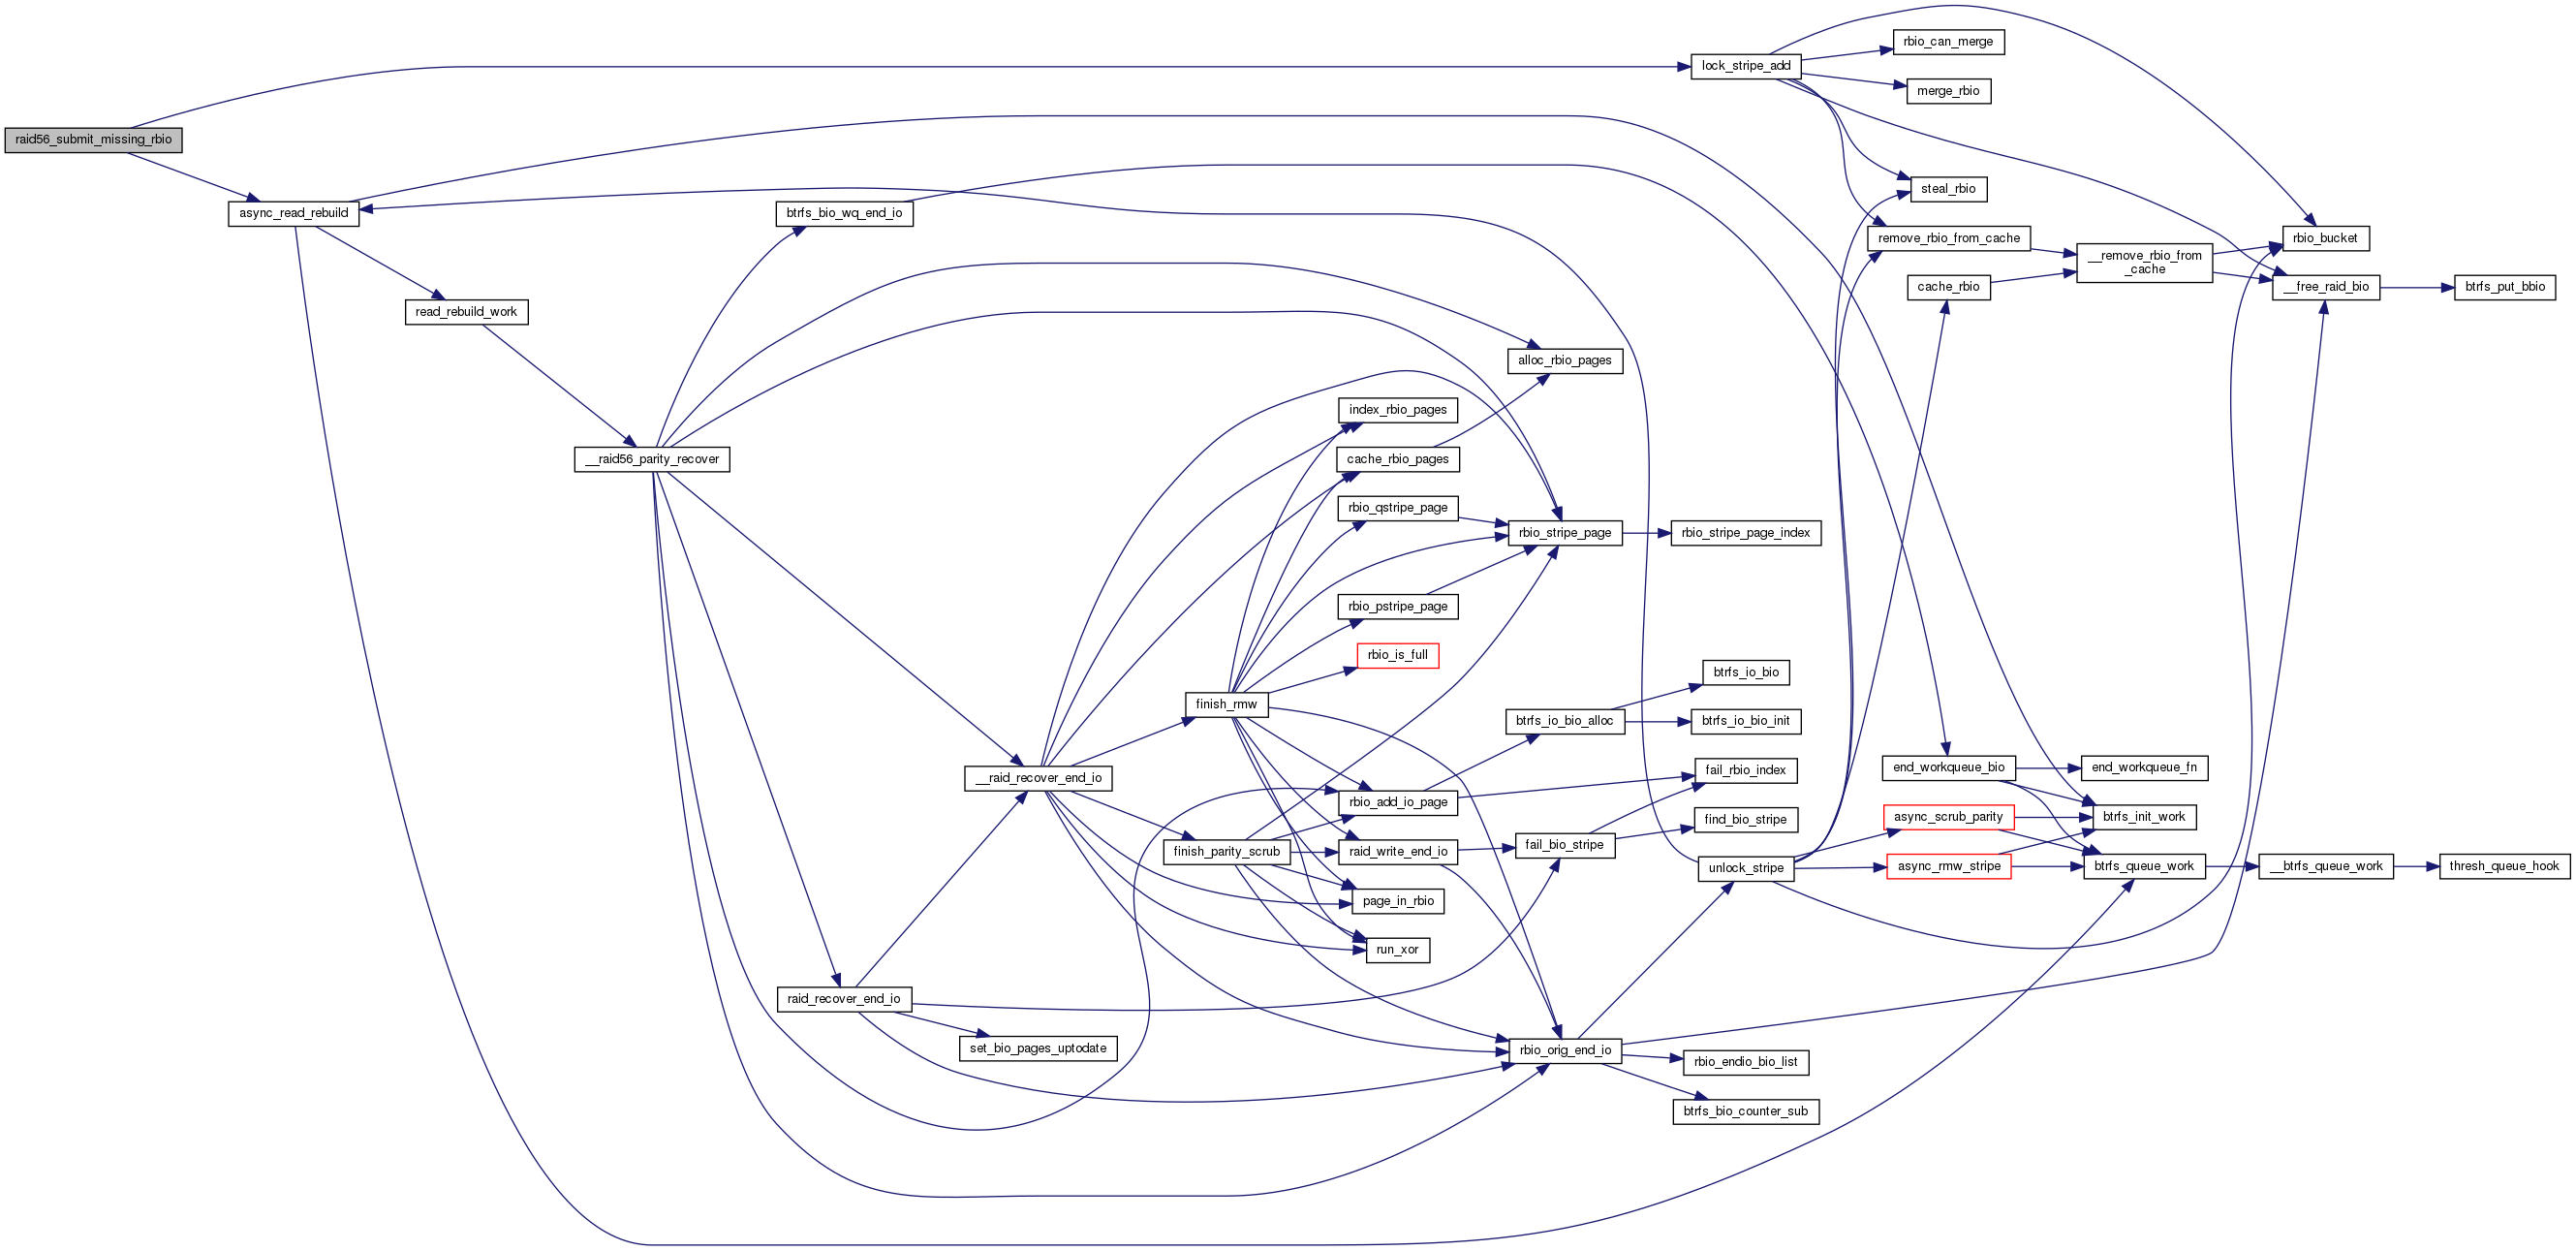 raid56_submit_missing_rbio
async_read_rebuild
read_rebuild_work
__raid56_parity_recover
btrfs_bio_wq_end_io
raid_recover_end_io
__raid_recover_end_io
set_bio_pages_uptodate
finish_rmw
finish_parity_scrub
index_rbio_pages
cache_rbio_pages
rbio_qstripe_page
rbio_pstripe_page
rbio_is_full
rbio_add_io_page
raid_write_end_io
page_in_rbio
run_xor
alloc_rbio_pages
rbio_stripe_page
btrfs_io_bio_alloc
fail_bio_stripe
rbio_orig_end_io
lock_stripe_add
rbio_stripe_page_index
btrfs_io_bio
btrfs_io_bio_init
fail_rbio_index
find_bio_stripe
unlock_stripe
rbio_endio_bio_list
btrfs_bio_counter_sub
rbio_can_merge
merge_rbio
steal_rbio
remove_rbio_from_cache
cache_rbio
end_workqueue_bio
async_scrub_parity
async_rmw_stripe
__remove_rbio_from
_cache
end_workqueue_fn
btrfs_init_work
btrfs_queue_work
rbio_bucket
__free_raid_bio
__btrfs_queue_work
btrfs_put_bbio
thresh_queue_hook